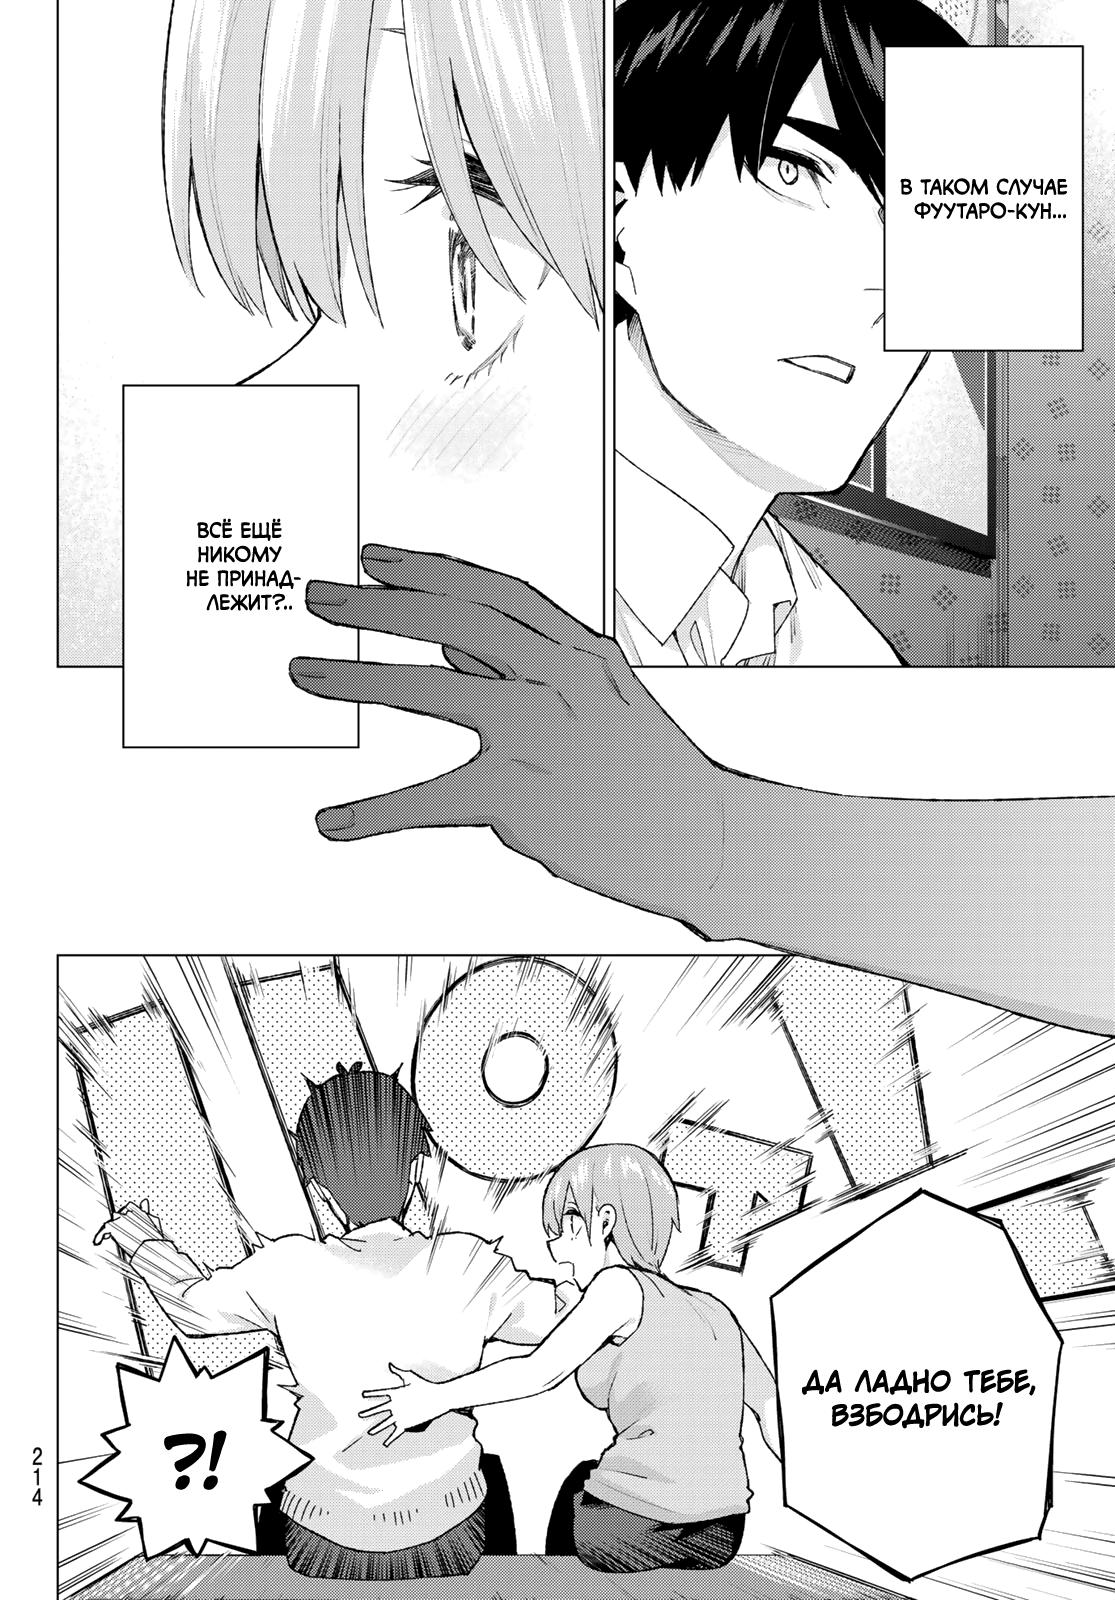 В ТАКОМ СЛУЧАЕ
ФУУТАРО-КУН...
ВСЁ ЕЩЁ
НИКОМУ
НЕ ПРИНАД-
ЛЕЖИТ?..
ДА ЛАДНО ТЕБЕ,
ВЗБОДРИСЬ!
?!
214